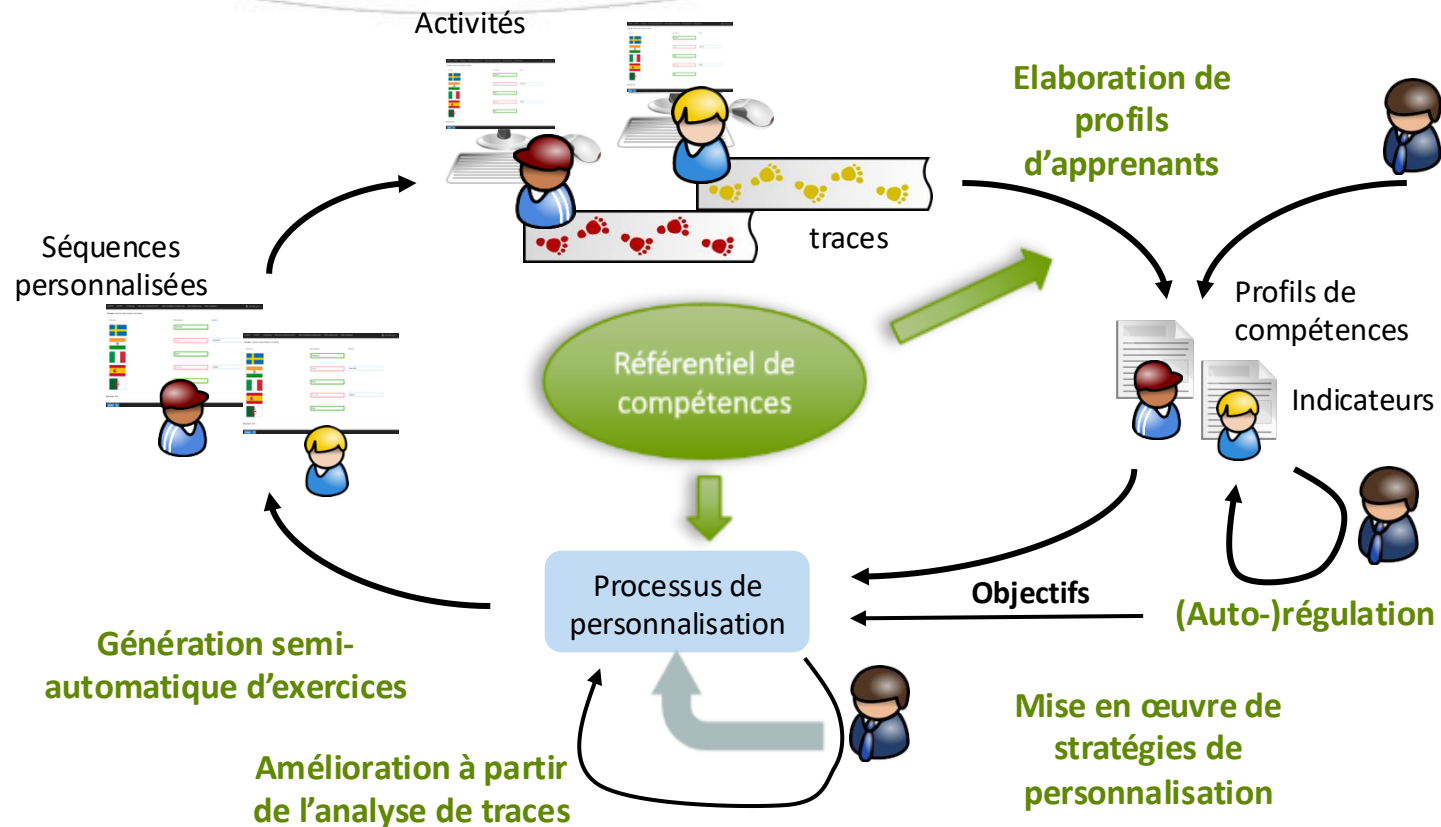 Activités
Elaboration de
profils
d’apprenants
traces
Séquences
personnalisées
Profils de
compétences
Indicateurs
Référentiel de
compétences
Processus de
personnalisation
Objectifs
(Auto-)régulation
Génération semi-
automatique d’exercices
Mise en œuvre de
stratégies de
personnalisation
Amélioration à partir
de l’analyse de traces